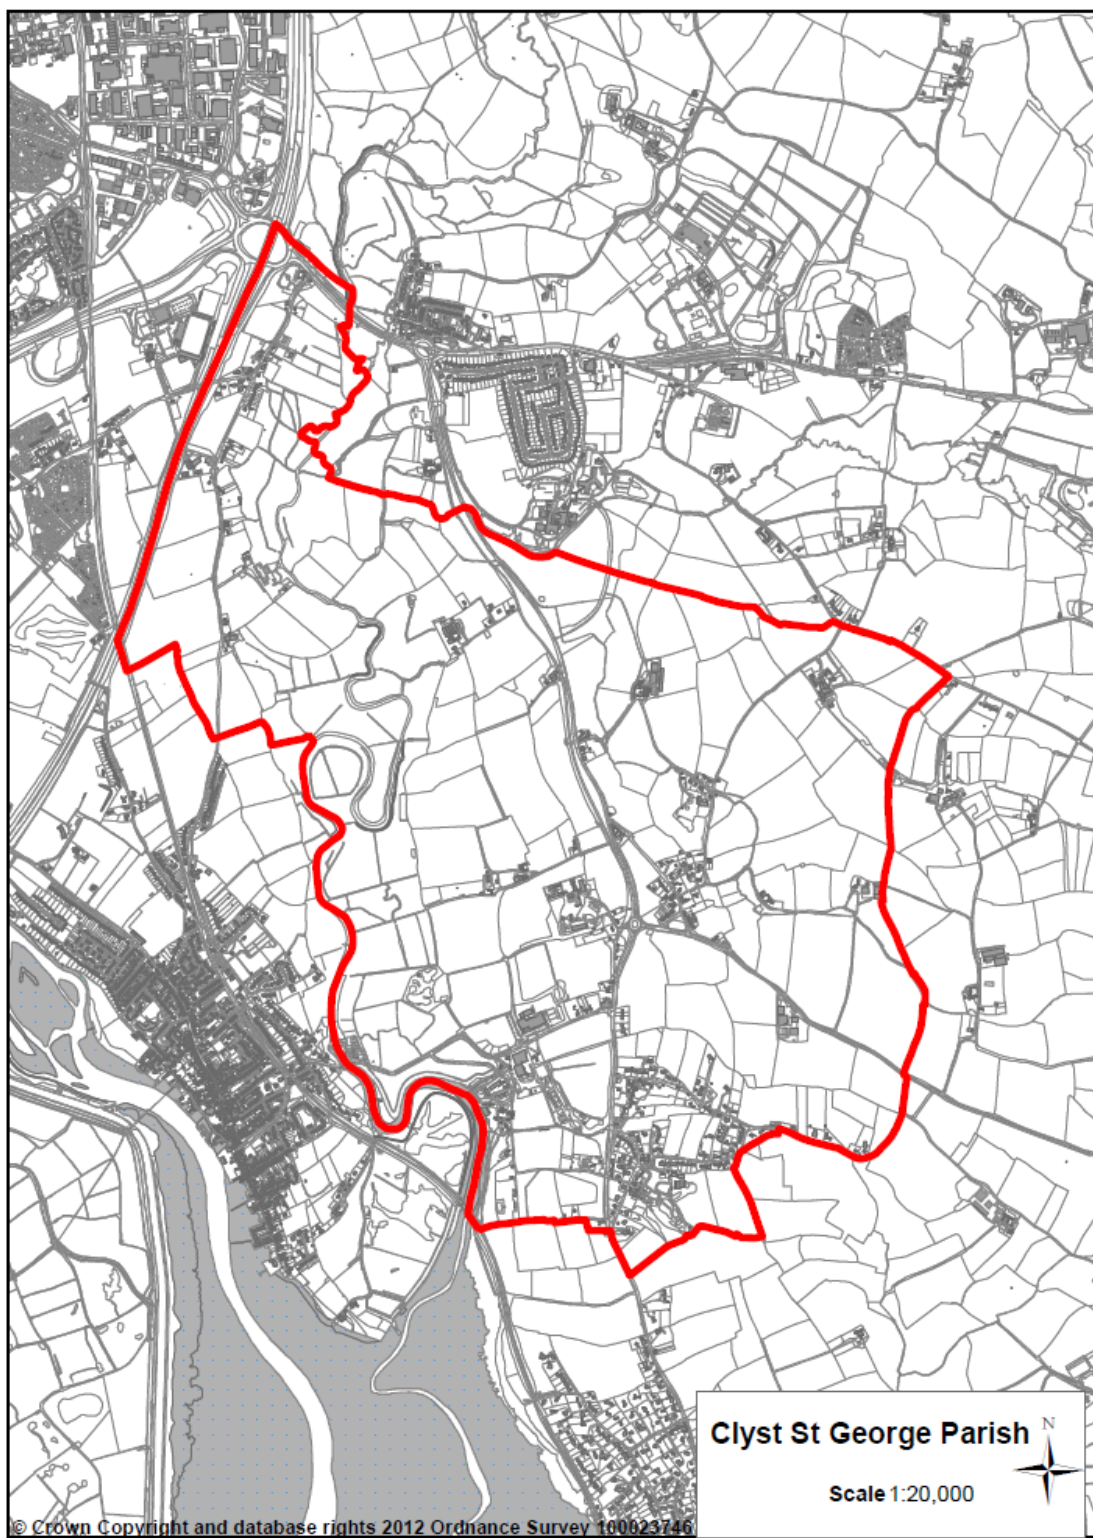 Clyst St George Parish
N
Scale 1:20,000
© Crown Copyright and database rights 2012 Ordnance Survey 100023746